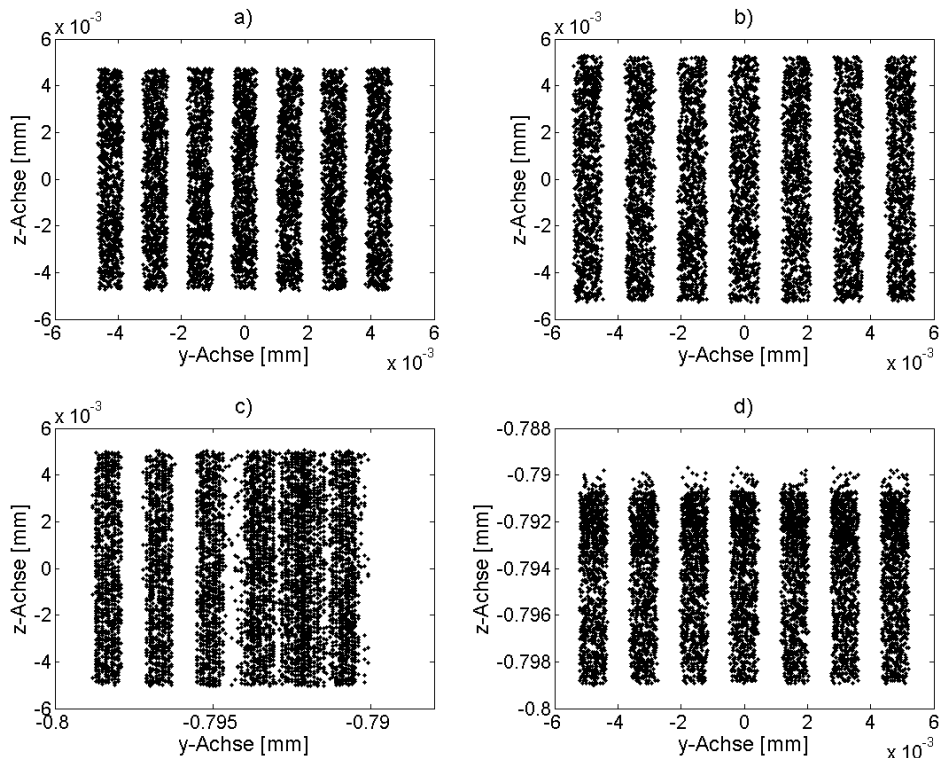 a)
x 10⁻³
6
4
2
0
-2
-4
-6
z-Achse [mm]
-6 -4 -2 0 2 4 6
y-Achse [mm]
x 10⁻³
b)
x 10⁻³
6
4
2
0
-2
-4
-6
z-Achse [mm]
-6 -4 -2 0 2 4 6
y-Achse [mm]
x 10⁻³
c)
x 10⁻³
6
4
2
0
-2
-4
-6
z-Achse [mm]
-0.8 -0.795 -0.79
y-Achse [mm]
d)
-0.788
-0.79
-0.792
-0.794
-0.796
-0.798
-0.8
z-Achse [mm]
-6 -4 -2 0 2 4 6
y-Achse [mm]
x 10⁻³